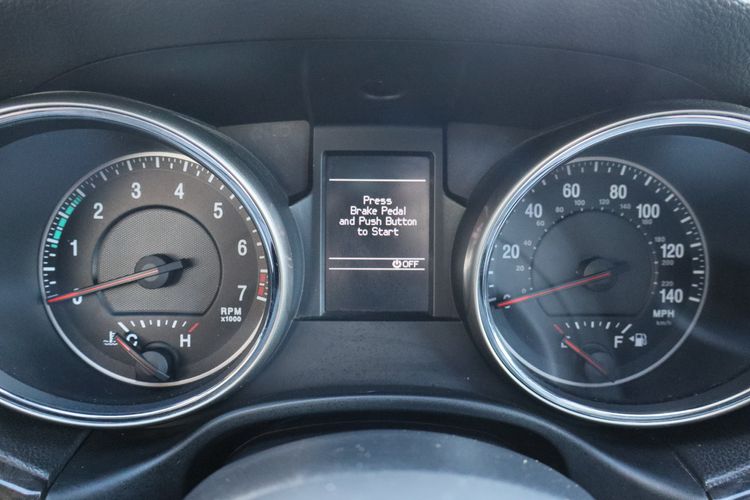 1 2 3 4 5 6 7
RPM
x1000
C H
Press
Brake Pedal
and Push Button
to Start
OFF
20 40 60 80 100 120 140
MPH
km/h
F